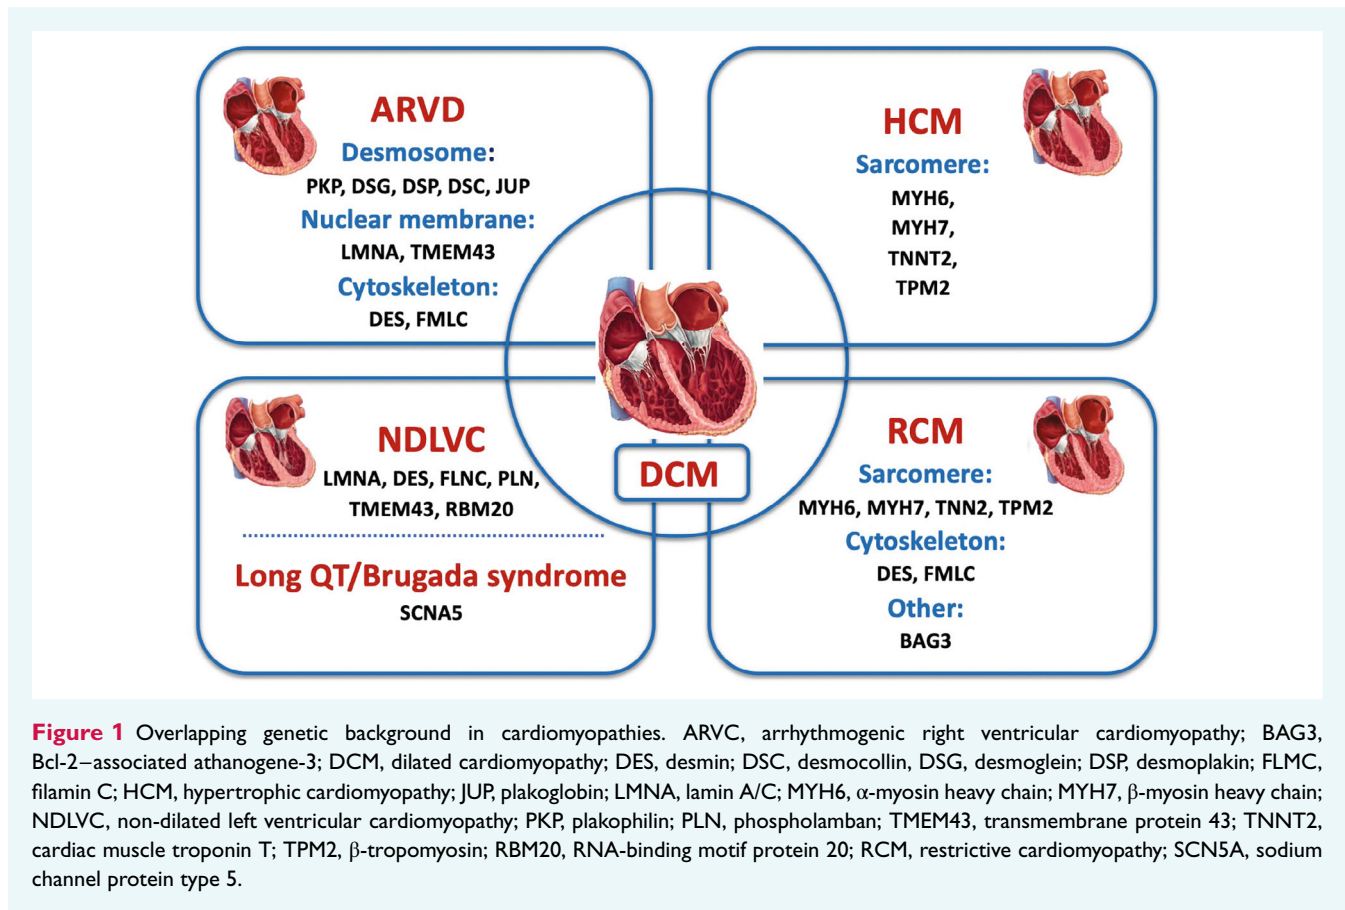 ARVD
Desmosome:
PKP, DSG, DSP, DSC, JUP
Nuclear membrane:
LMNA, TMEM43
Cytoskeleton:
DES, FMLC
HCM
Sarcomere:
MYH6,
MYH7,
TNNT2,
TPM2
DCM
NDLVC
LMNA, DES, FLNC, PLN,
TMEM43, RBM20
Long QT/Brugada syndrome
SCNA5
RCM
Sarcomere:
MYH6, MYH7, TNN2, TPM2
Cytoskeleton:
DES, FMLC
Other:
BAG3
Figure 1 Overlapping genetic background in cardiomyopathies. ARVC, arrhythmogenic right ventricular cardiomyopathy; BAG3,
Bcl-2–associated athanogene-3; DCM, dilated cardiomyopathy; DES, desmin; DSC, desmocollin, DSG, desmoglein; DSP, desmoplakin; FLMC,
filamin C; HCM, hypertrophic cardiomyopathy; JUP, plakoglobin; LMNA, lamin A/C; MYH6, α-myosin heavy chain; MYH7, β-myosin heavy chain;
NDLVC, non-dilated left ventricular cardiomyopathy; PKP, plakophilin; PLN, phospholamban; TMEM43, transmembrane protein 43; TNNT2,
cardiac muscle troponin T; TPM2, β-tropomyosin; RBM20, RNA-binding motif protein 20; RCM, restrictive cardiomyopathy; SCN5A, sodium
channel protein type 5.